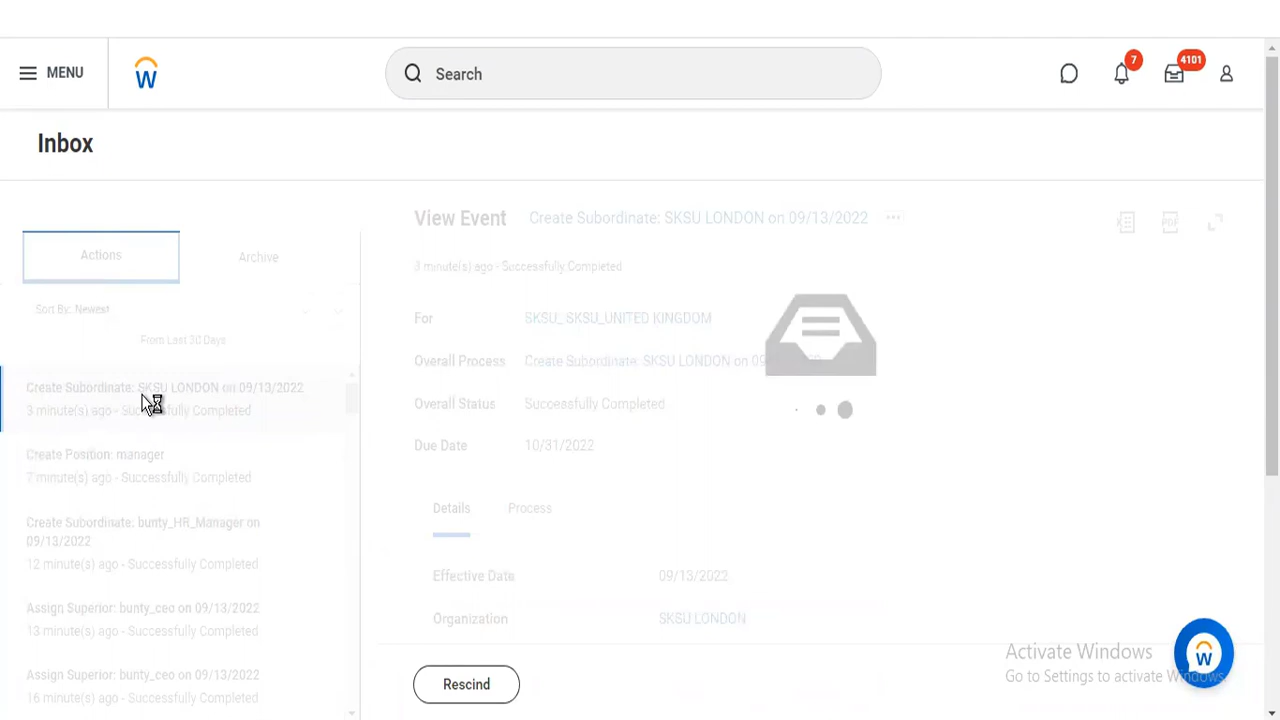 MENU
Search
7
4101
Inbox
Actions
Archive
Sort By: Newest
From Last 30 Days
Create Subordinate: SKSU LONDON on 09/13/2022
3 minute(s) ago - Successfully Completed
Create Position: manager
7 minute(s) ago - Successfully Completed
Create Subordinate: bunty_HR_Manager on
09/13/2022
12 minute(s) ago - Successfully Completed
Assign Superior: bunty_ceo on 09/13/2022
13 minute(s) ago - Successfully Completed
Assign Superior: bunty_ceo on 09/13/2022
16 minute(s) ago - Successfully Completed
View Event Create Subordinate: SKSU LONDON on 09/13/2022
3 minute(s) ago - Successfully Completed
For SKSU_ SKSU_UNITED KINGDOM
Overall Process Create Subordinate: SKSU LONDON on 09/13/2022
Overall Status Successfully Completed
Due Date 10/31/2022
Details Process
Effective Date 09/13/2022
Organization SKSU LONDON
Rescind
Activate Windows
Go to Settings to activate Windows.
PDF